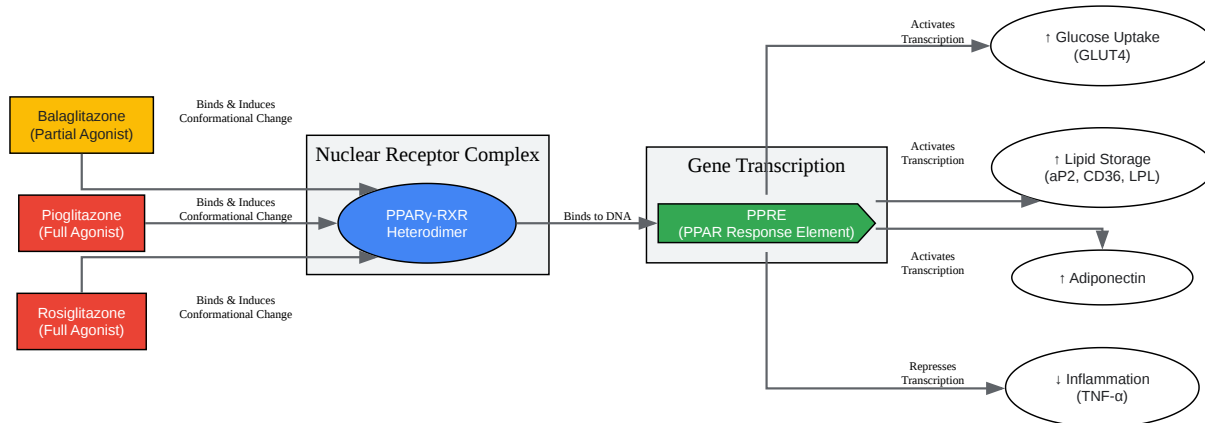 Balaglitazone
(Partial Agonist)
Pioglitazone
(Full Agonist)
Rosiglitazone
(Full Agonist)
Binds & Induces
Conformational Change
Binds & Induces
Conformational Change
Binds & Induces
Conformational Change
Nuclear Receptor Complex
PPARγ-RXR
Heterodimer
Binds to DNA
Gene Transcription
PPRE
(PPAR Response Element)
Activates
Transcription
Activates
Transcription
Activates
Transcription
Represses
Transcription
↑ Glucose Uptake
(GLUT4)
↑ Lipid Storage
(aP2, CD36, LPL)
↑ Adiponectin
↓ Inflammation
(TNF-α)